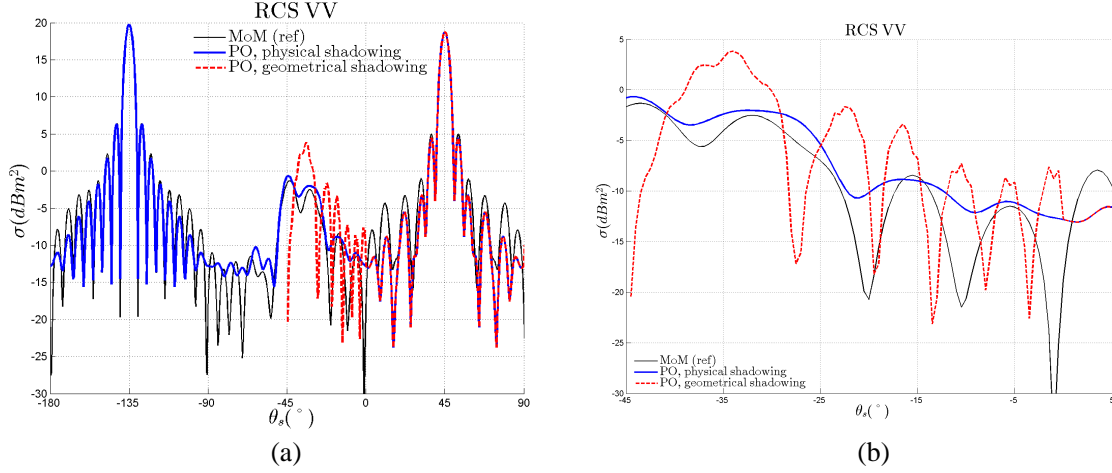 RCS VV
MoM (ref)
PO, physical shadowing
PO, geometrical shadowing
20
15
10
5
0
-5
-10
-15
-20
-25
-30
σ(dBm²)
-180
-135
-90
-45
0
45
90
θs(°)
(a)
RCS VV
5
0
-5
-10
-15
-20
-25
-30
σ(dBm²)
MoM (ref)
PO, physical shadowing
PO, geometrical shadowing
-45
-35
-25
-15
-5
5
θs(°)
(b)